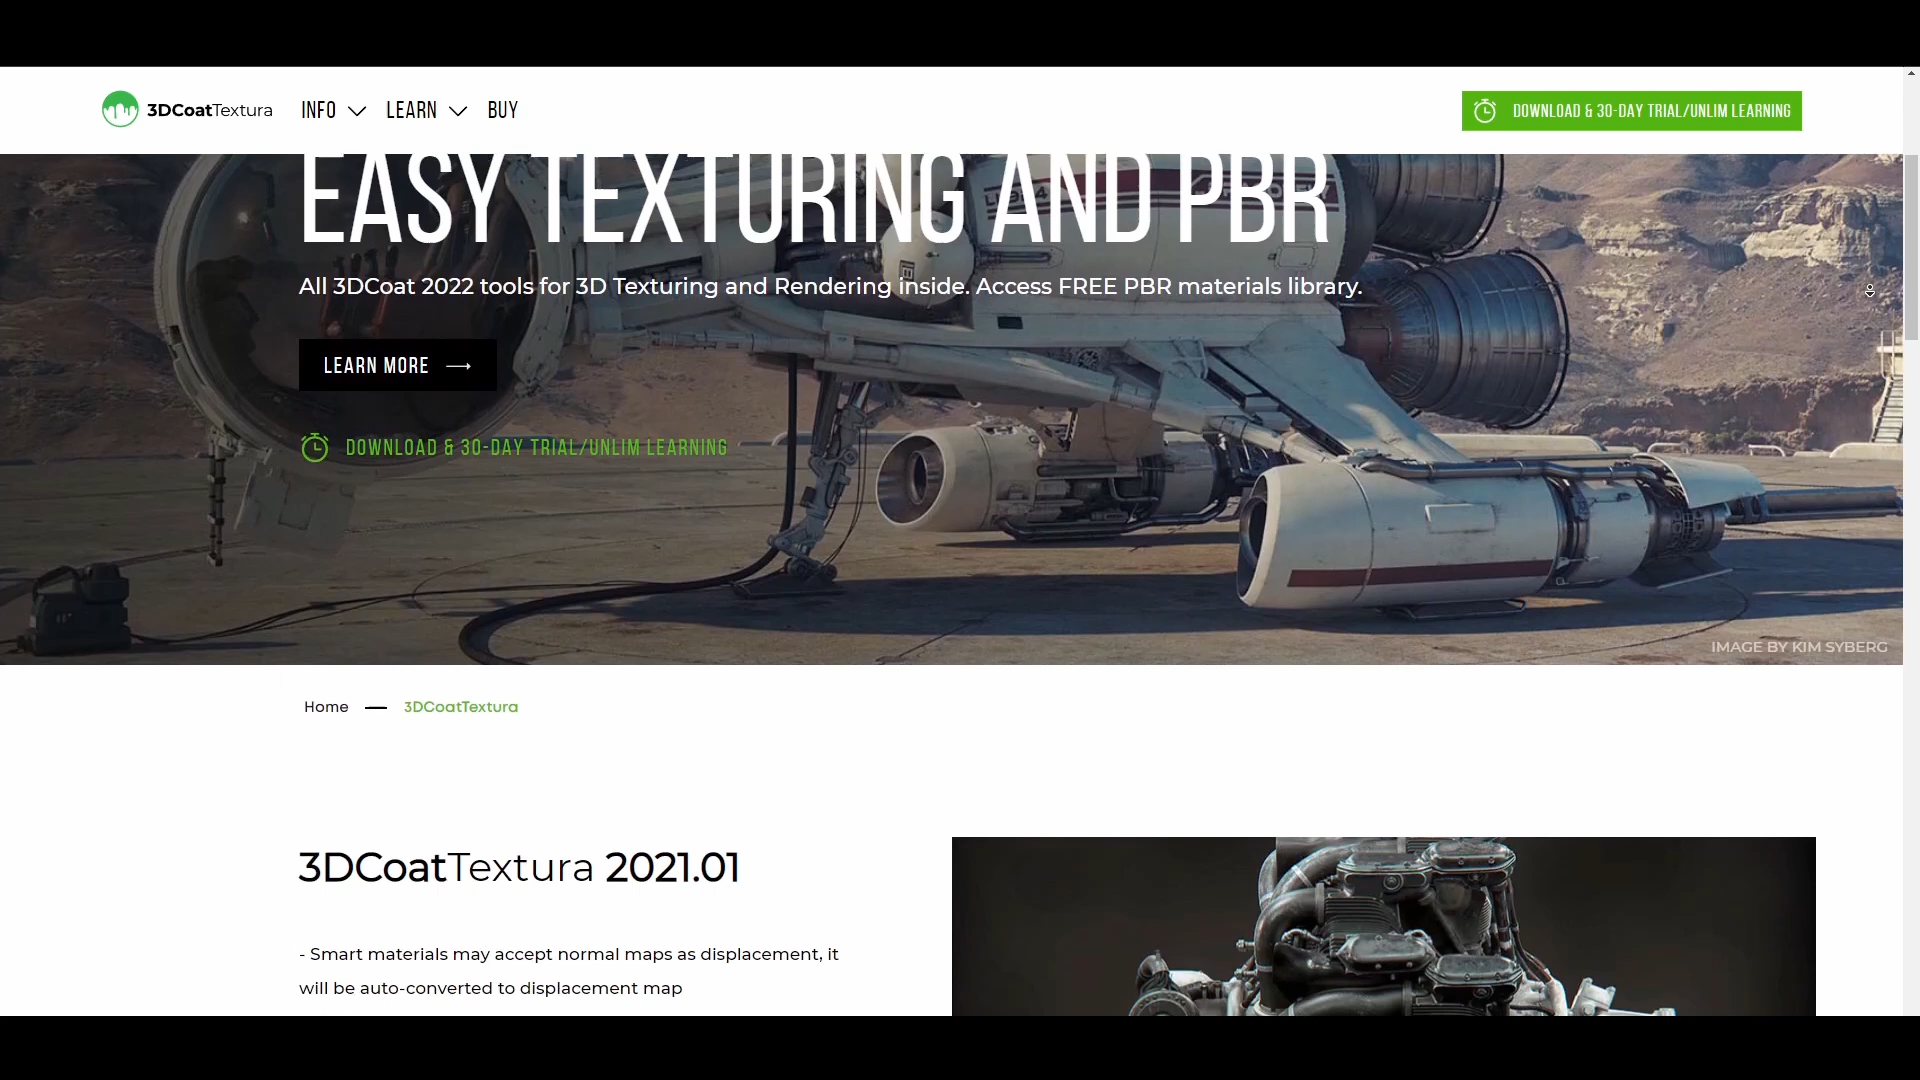 3DCoatTextura INFO LEARN BUY
DOWNLOAD & 30-DAY TRIAL/UNLIM LEARNING
EASY TEXTURING AND PBR
All 3DCoat 2022 tools for 3D Texturing and Rendering inside. Access FREE PBR materials library.
LEARN MORE
DOWNLOAD & 30-DAY TRIAL/UNLIM LEARNING
IMAGE BY KIM SYBERG
Home — 3DCoatTextura
3DCoatTextura 2021.01
- Smart materials may accept normal maps as displacement, it
will be auto-converted to displacement map